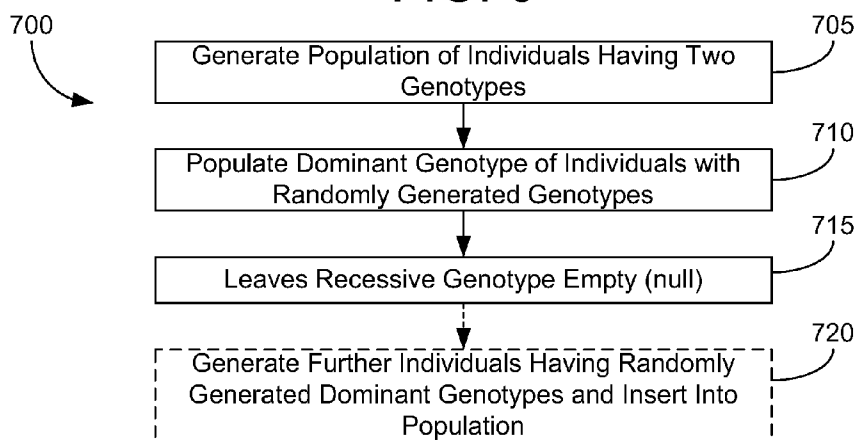 700
705
Generate Population of Individuals Having Two
Genotypes
710
Populate Dominant Genotype of Individuals with
Randomly Generated Genotypes
715
Leaves Recessive Genotype Empty (null)
720
Generate Further Individuals Having Randomly
Generated Dominant Genotypes and Insert Into
Population